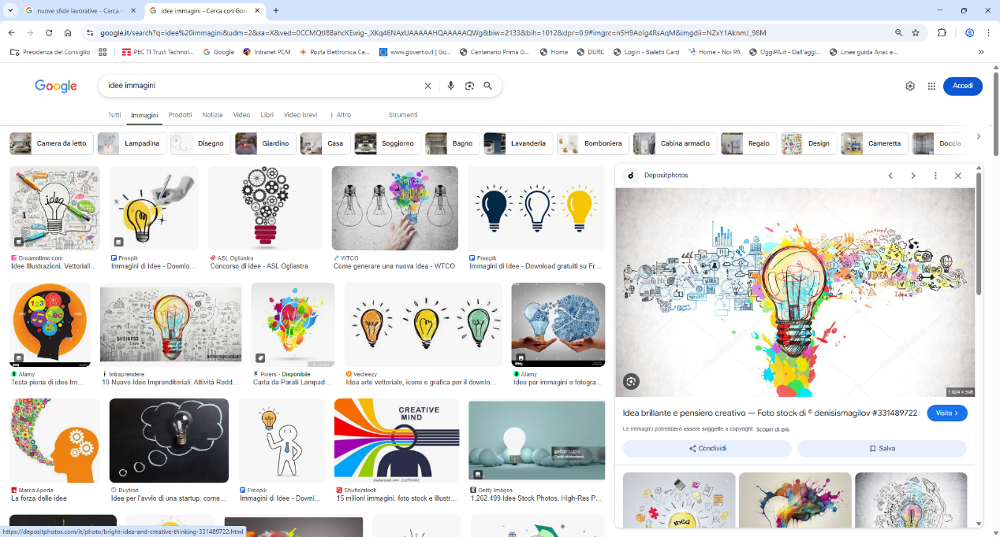 nuove sfide lavorative - Cerca c
idee immagini - Cerca con Goo
google.it/search?q=idee%20immagini&udm=2&sa=X&ved=0CCMQtI8BahcKEwig-_XKq46NAxUAAAAAHQAAAAAQWg&biw=2133&bih=1012&dpr=0.9#imgrc=n5H9Aolg4RsAqM&imgdii=NZxY1AknmJ_98M
Presidenza del Consiglio
PEC TI Trust Technol...
Google
Intranet PCM
Posta Elettronica Ce...
www.governo.it | Go...
Centenario Prima G...
Home
DURC
Login - Bialetti Card
Home - Noi PA
OggiPA.it - Dall'aggi...
Linee guida Anac e...
Google
idee immagini
Accedi
Tutti
Immagini
Prodotti
Notizie
Video
Libri
Video brevi
Altro
Strumenti
Camera da letto
Lampadina
Disegno
Giardino
Casa
Soggiorno
Bagno
Lavanderia
Bomboniera
Cabina armadio
Regalo
Design
Cameretta
Doccia
idea
Dreamstime.com
Idee Illustrazioni, Vettoriali...
Freepik
Immagini di Idee - Downlo...
ASL Ogliastra
Concorso di idee - ASL Ogliastra
WTCO
Come generare una nuova idea - WTCO
Freepik
Immagini di Idee - Download gratuiti su Fr...
Depositphotos
IDEA
Idea
1.024 x 598
123
ABC
Alamy
Testa piena di idee Im...
BUSINESS
Intraprendere
10 Nuove Idee Imprenditoriali: Attività Redd...
Pixers - Disponibile
Carta da Parati Lampad...
Vecteezy
Idea arte vettoriale, icone e grafica per il downlo...
Alamy
Idee per immagini e fotogra...
Idea brillante e pensiero creativo — Foto stock di © denisismagilov #331489722
Visita
Le immagini potrebbero essere soggette a copyright.
Scopri di più
Condividi
Salva
Marca Aperta
La forza delle idee
Buytron
Idee per l'avvio di una startup: come...
Freepik
Immagini di Idee - Downl...
CREATIVE
MIND
Shutterstock
15 milioni immagini, foto stock e illustr...
gettyimages
Getty Images
1.262.499 Idee Stock Photos, High-Res P...
idea
https://depositphotos.com/it/photo/bright-idea-and-creative-thinking-331489722.html